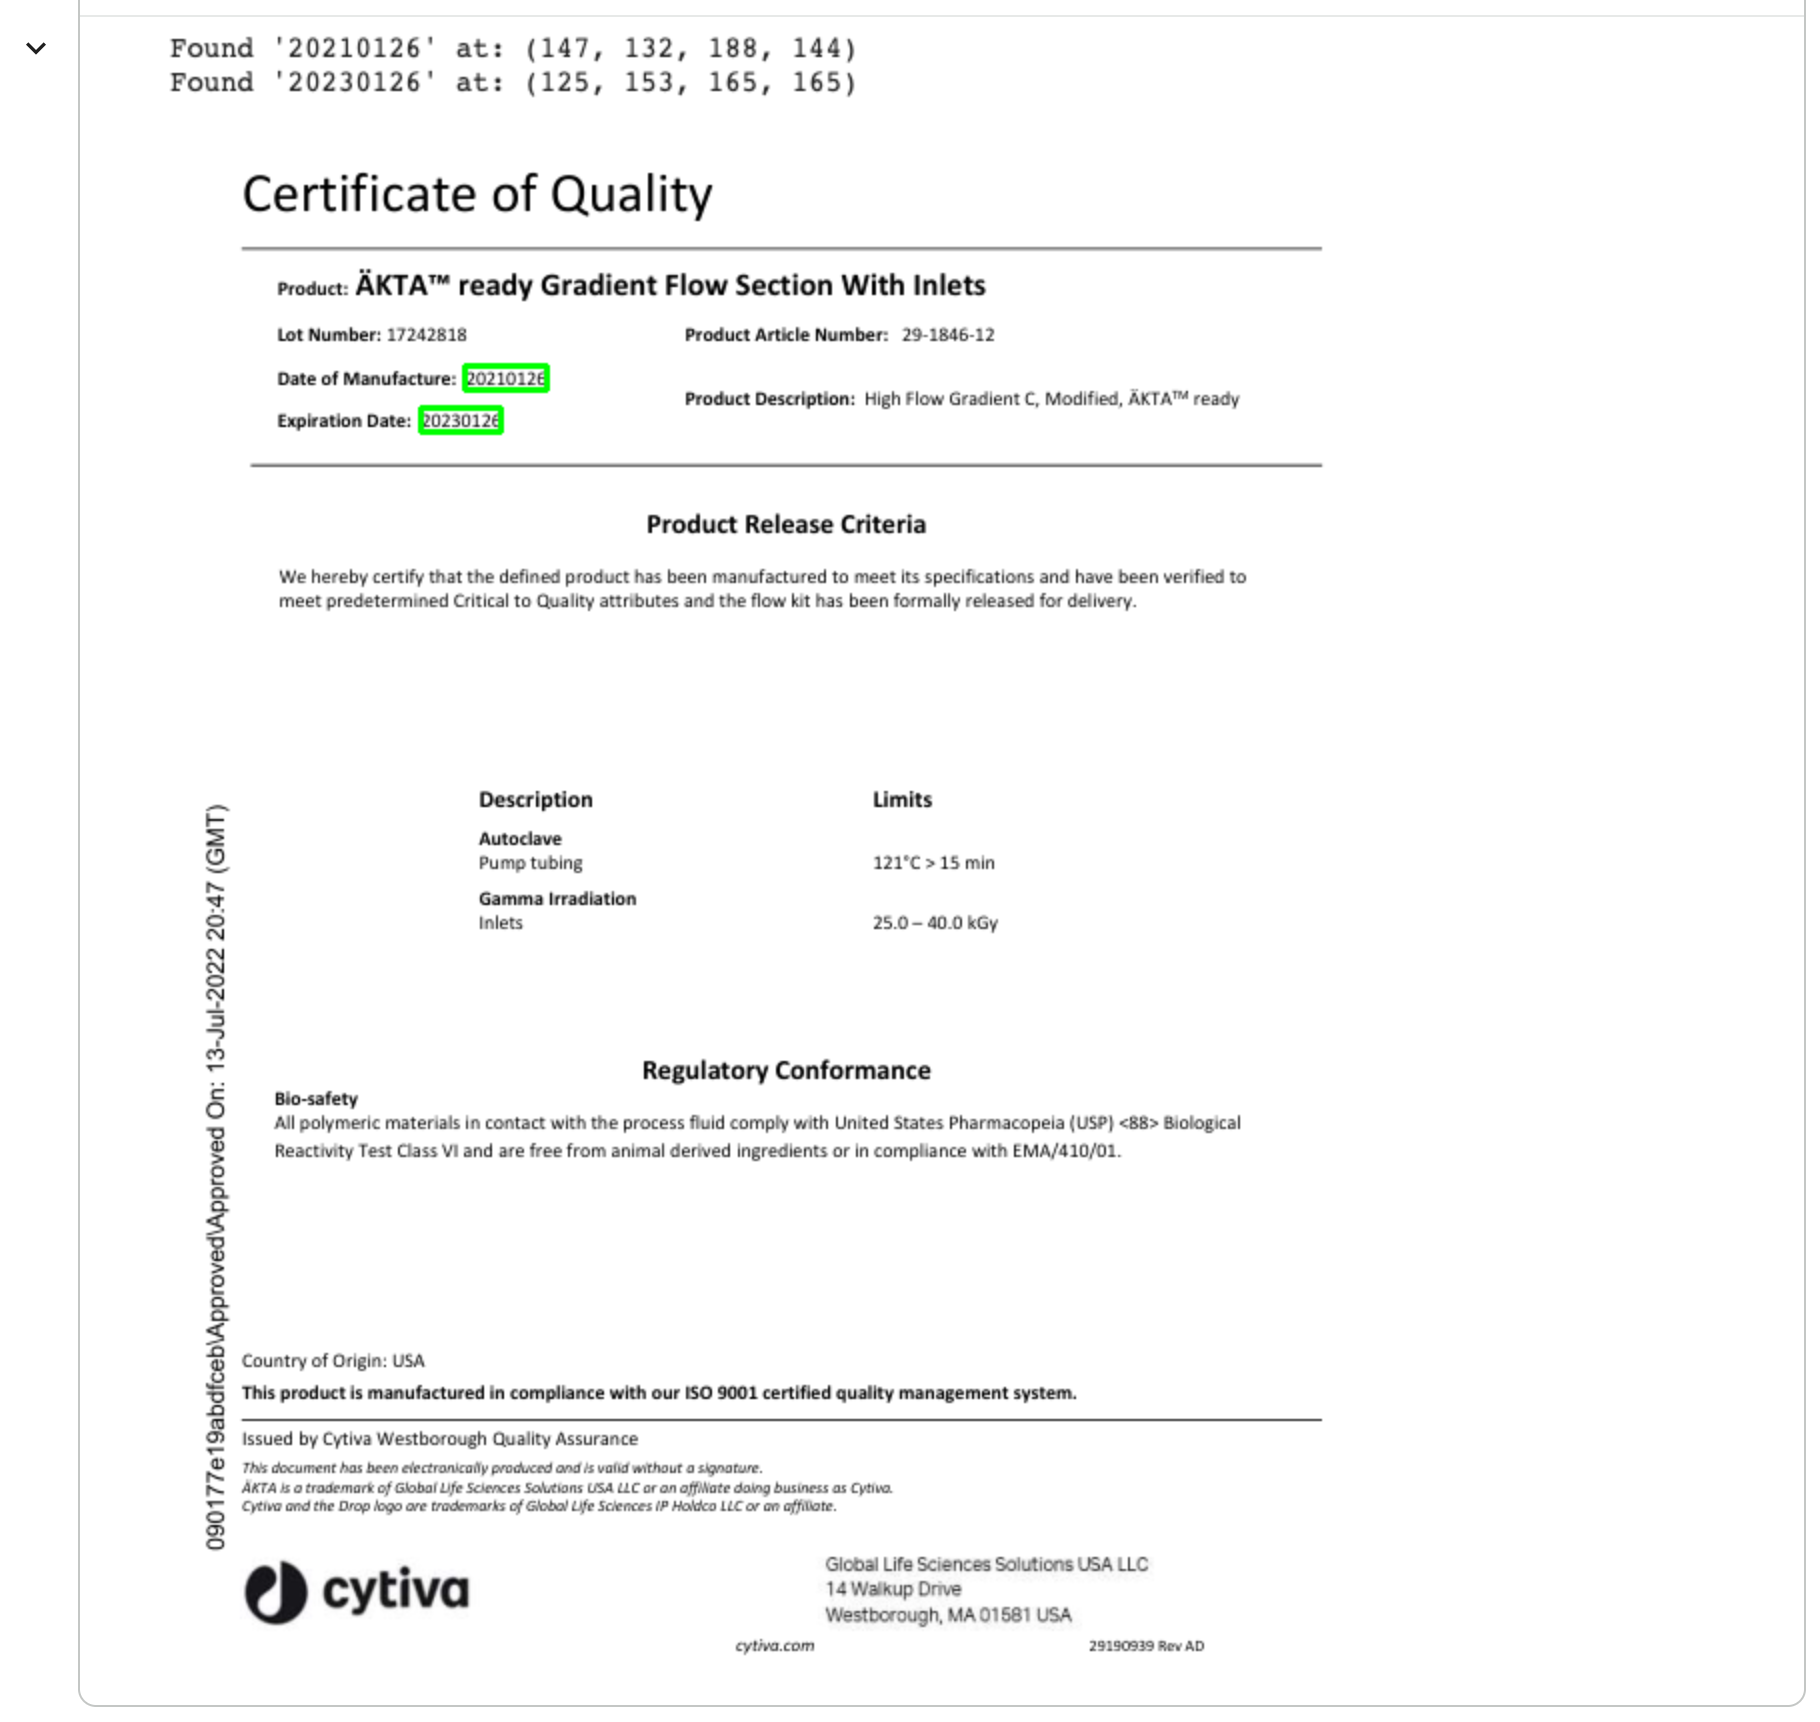 Found '20210126' at: (147, 132, 188, 144)
Found '20230126' at: (125, 153, 165, 165)
Certificate of Quality
Product: ÄKTA™ ready Gradient Flow Section With Inlets
Lot Number: 17242818
Product Article Number: 29-1846-12
Date of Manufacture: 20210126
Product Description: High Flow Gradient C, Modified, ÄKTA™ ready
Expiration Date: 20230126
Product Release Criteria
We hereby certify that the defined product has been manufactured to meet its specifications and have been verified to
meet predetermined Critical to Quality attributes and the flow kit has been formally released for delivery.
Description Limits
Autoclave
Pump tubing 121°C > 15 min
Gamma Irradiation
Inlets 25.0 – 40.0 kGy
Regulatory Conformance
Bio-safety
All polymeric materials in contact with the process fluid comply with United States Pharmacopeia (USP) <88> Biological
Reactivity Test Class VI and are free from animal derived ingredients or in compliance with EMA/410/01.
090177e19abdfceb\Approved\Approved On: 13-Jul-2022 20:47 (GMT)
Country of Origin: USA
This product is manufactured in compliance with our ISO 9001 certified quality management system.
Issued by Cytiva Westborough Quality Assurance
This document has been electronically produced and is valid without a signature.
ÄKTA is a trademark of Global Life Sciences Solutions USA LLC or an affiliate doing business as Cytiva.
Cytiva and the Drop logo are trademarks of Global Life Sciences IP Holdco LLC or an affiliate.
cytiva
Global Life Sciences Solutions USA LLC
14 Walkup Drive
Westborough, MA 01581 USA
cytiva.com
29190939 Rev AD